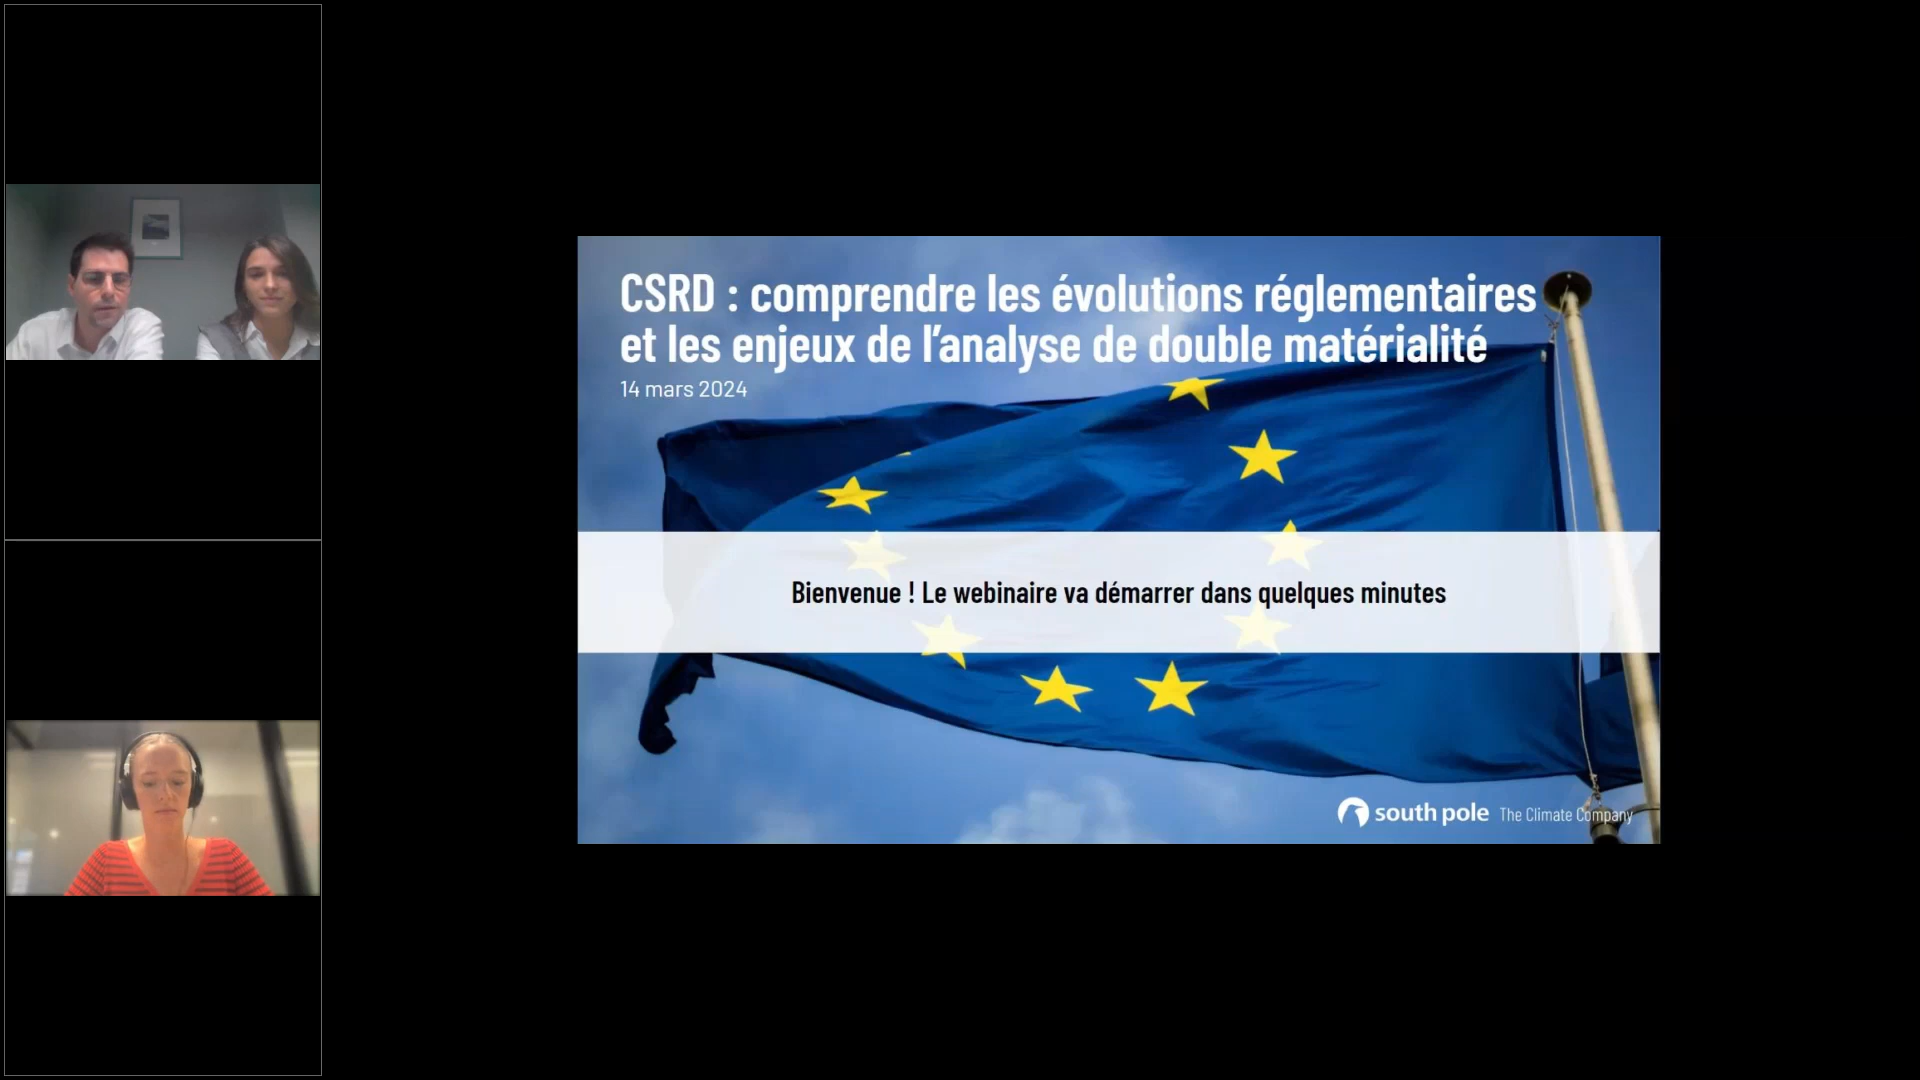 CSRD : comprendre les évolutions réglementaires
et les enjeux de l'analyse de double matérialité
14 mars 2024
Bienvenue ! Le webinaire va démarrer dans quelques minutes
south pole The Climate Company